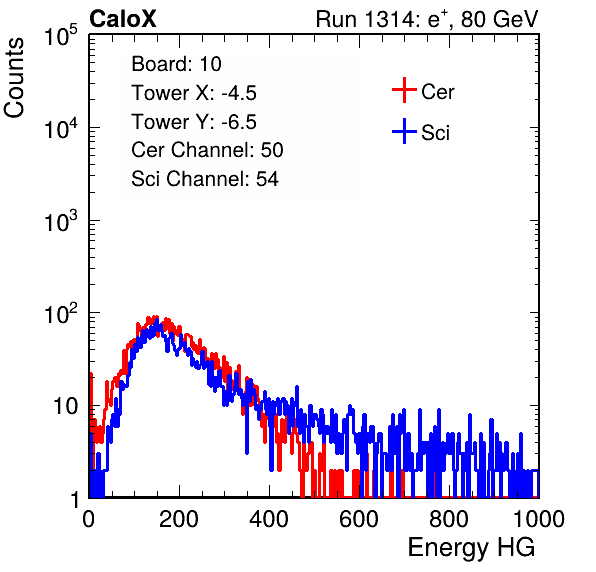 CaloX Run 1314: e+, 80 GeV
Counts
Board: 10
Tower X: -4.5
Tower Y: -6.5
Cer Channel: 50
Sci Channel: 54
Cer
Sci
10^5
10^4
10^3
10^2
10
1
0 200 400 600 800 1000
Energy HG